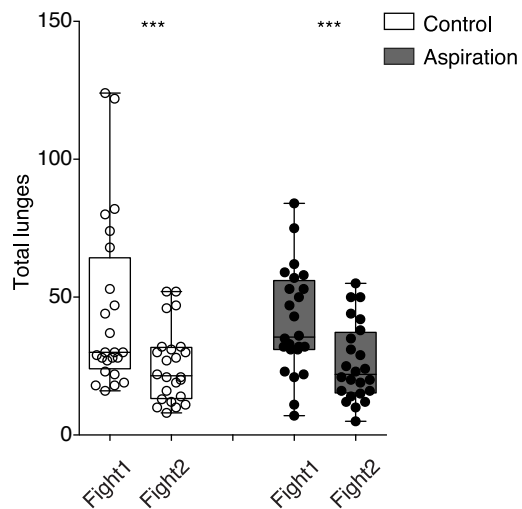 150
100
50
0
Total lunges
***
***
Control
Aspiration
Fight1
Fight2
Fight1
Fight2